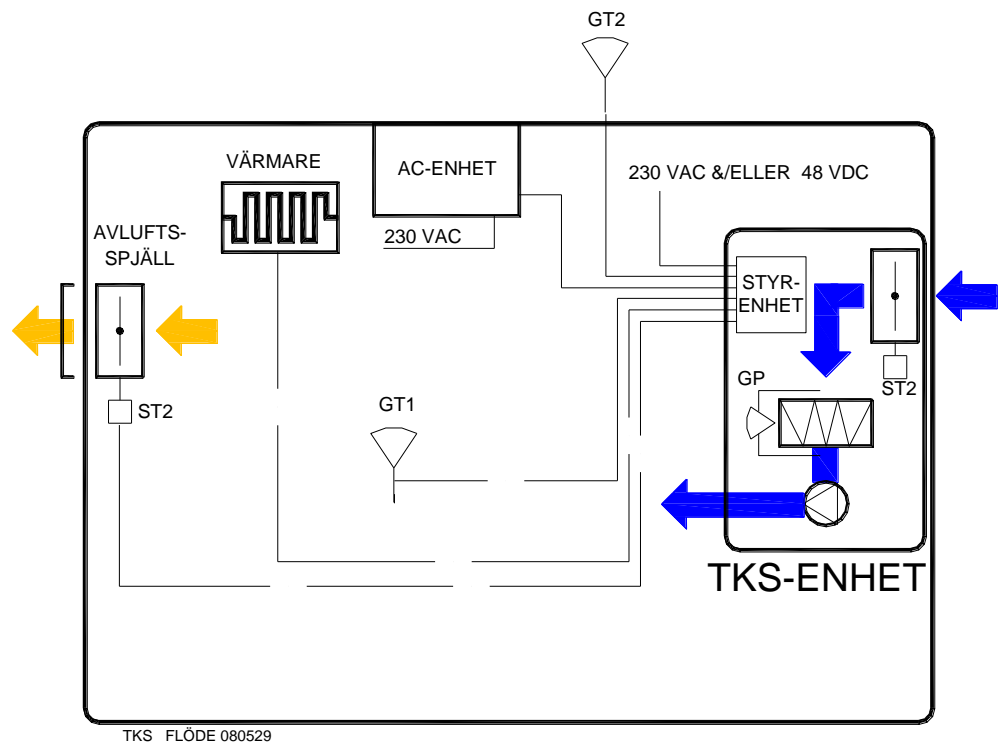 GT2
VÄRMARE
AC-ENHET
230 VAC &/ELLER 48 VDC
AVLUFTS-
SPJÄLL
230 VAC
STYR-
ENHET
GP
ST2
GT1
ST2
TKS-ENHET
TKS FLÖDE 080529